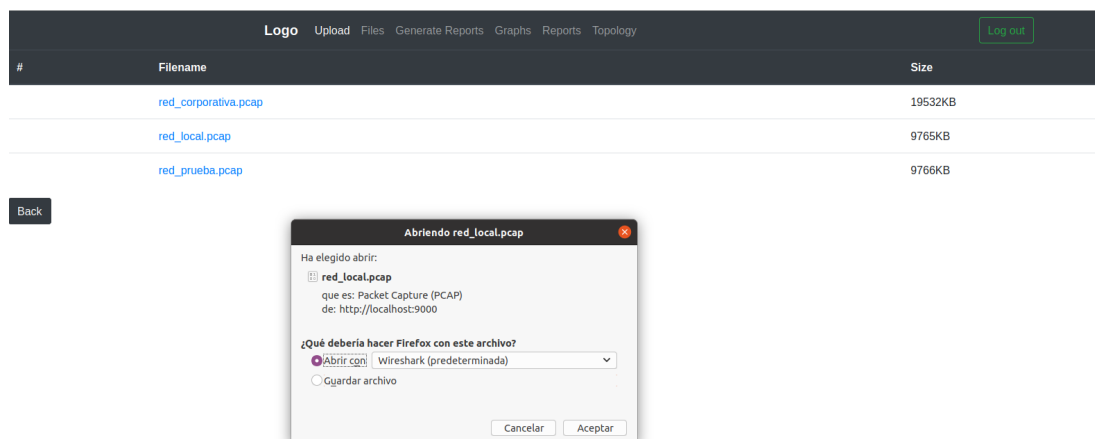 Logo Upload Files Generate Reports Graphs Reports Topology Log out
# Filename Size
red_corporativa.pcap 19532KB
red_local.pcap 9765KB
red_prueba.pcap 9766KB
Back
Abriendo red_local.pcap
Ha elegido abrir:
red_local.pcap
que es: Packet Capture (PCAP)
de: http://localhost:9000
¿Qué debería hacer Firefox con este archivo?
Abrir con Wireshark (predeterminada)
Guardar archivo
Cancelar Aceptar